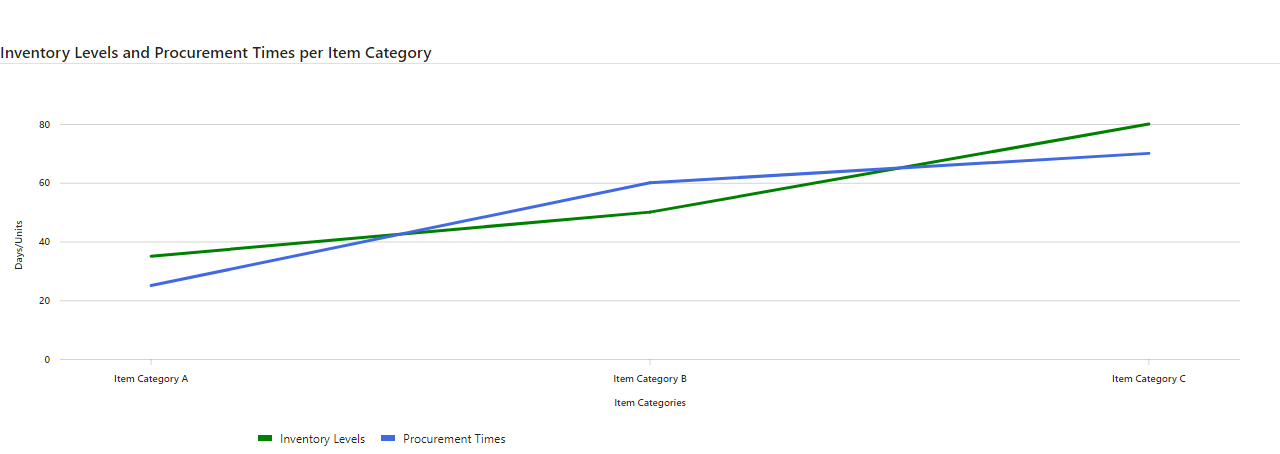 Inventory Levels and Procurement Times per Item Category
80
60
40
20
0
Days/Units
Item Category A
Item Category B
Item Category C
Item Categories
Inventory Levels
Procurement Times